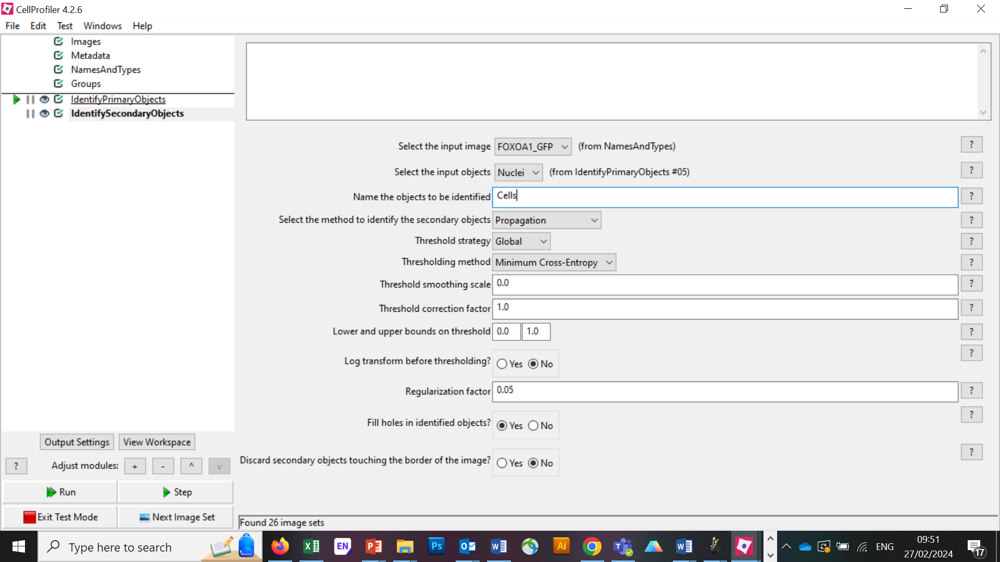 CellProfiler 4.2.6
File Edit Test Windows Help
Images
Metadata
NamesAndTypes
Groups
IdentifyPrimaryObjects
IdentifySecondaryObjects
Select the input image FOXOA1_GFP (from NamesAndTypes) ?
Select the input objects Nuclei (from IdentifyPrimaryObjects #05) ?
Name the objects to be identified Cells ?
Select the method to identify the secondary objects Propagation ?
Threshold strategy Global ?
Thresholding method Minimum Cross-Entropy ?
Threshold smoothing scale 0.0 ?
Threshold correction factor 1.0 ?
Lower and upper bounds on threshold 0.0 1.0 ?
Log transform before thresholding? Yes No ?
Regularization factor 0.05 ?
Fill holes in identified objects? Yes No ?
Discard secondary objects touching the border of the image? Yes No ?
Output Settings View Workspace
? Adjust modules: + - ^ v
Run Step
Exit Test Mode Next Image Set
Found 26 image sets
Type here to search
EN Ps Ai
ENG
09:51
27/02/2024
17